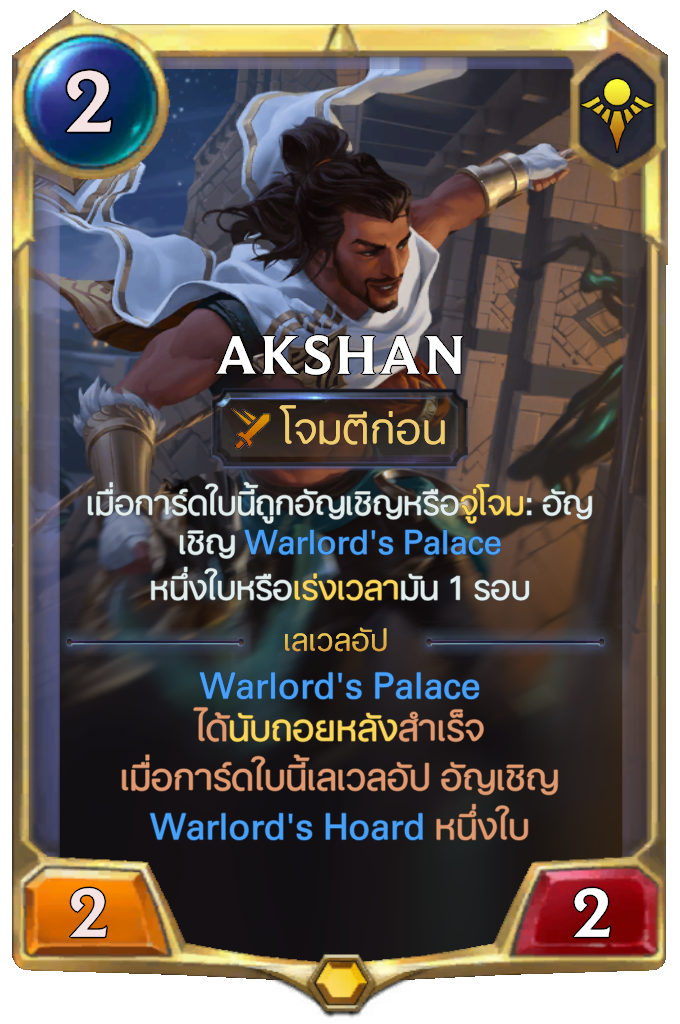 2
AKSHAN
โจมตีก่อน
เมื่อการ์ดใบนี้ถูกอัญเชิญหรือจู่โจม: อัญ
เชิญ Warlord's Palace
หนึ่งใบหรือเร่งเวลามัน 1 รอบ
เลเวลอัป
Warlord's Palace
ได้นับถอยหลังสำเร็จ
เมื่อการ์ดใบนี้เลเวลอัป อัญเชิญ
Warlord's Hoard หนึ่งใบ
2
2